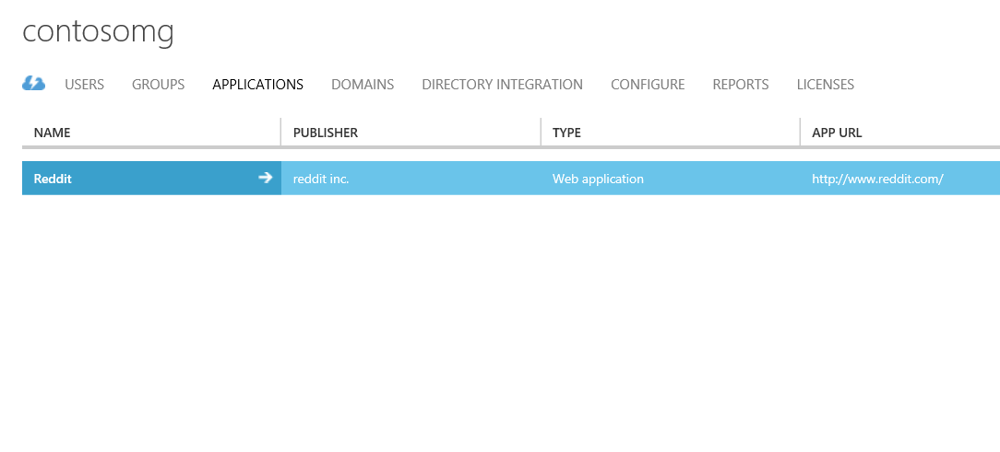 contosomg
USERS GROUPS APPLICATIONS DOMAINS DIRECTORY INTEGRATION CONFIGURE REPORTS LICENSES
NAME PUBLISHER TYPE APP URL
Reddit reddit inc. Web application http://www.reddit.com/